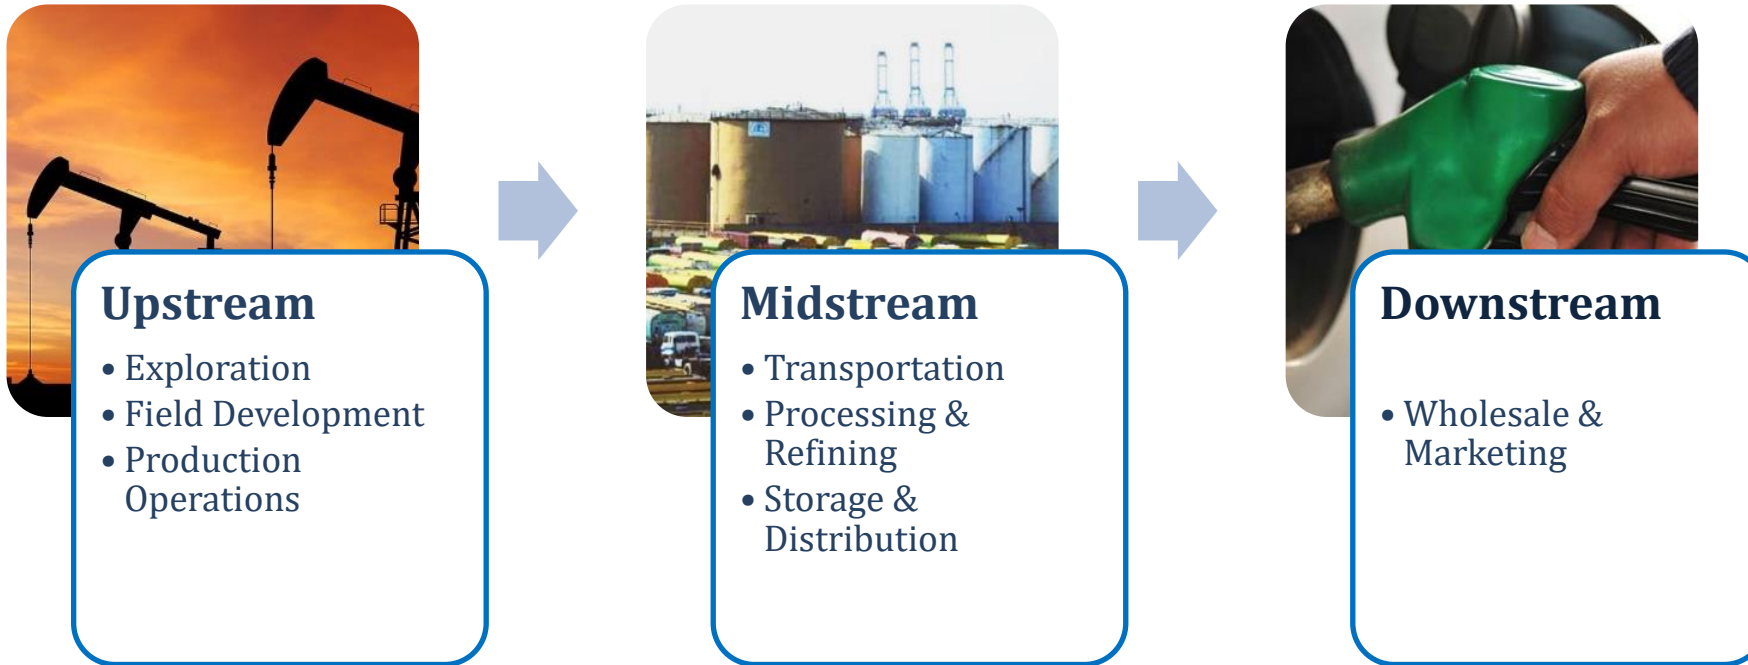 Upstream
• Exploration
• Field Development
• Production
Operations
Midstream
• Transportation
• Processing &
Refining
• Storage &
Distribution
Downstream
• Wholesale &
Marketing